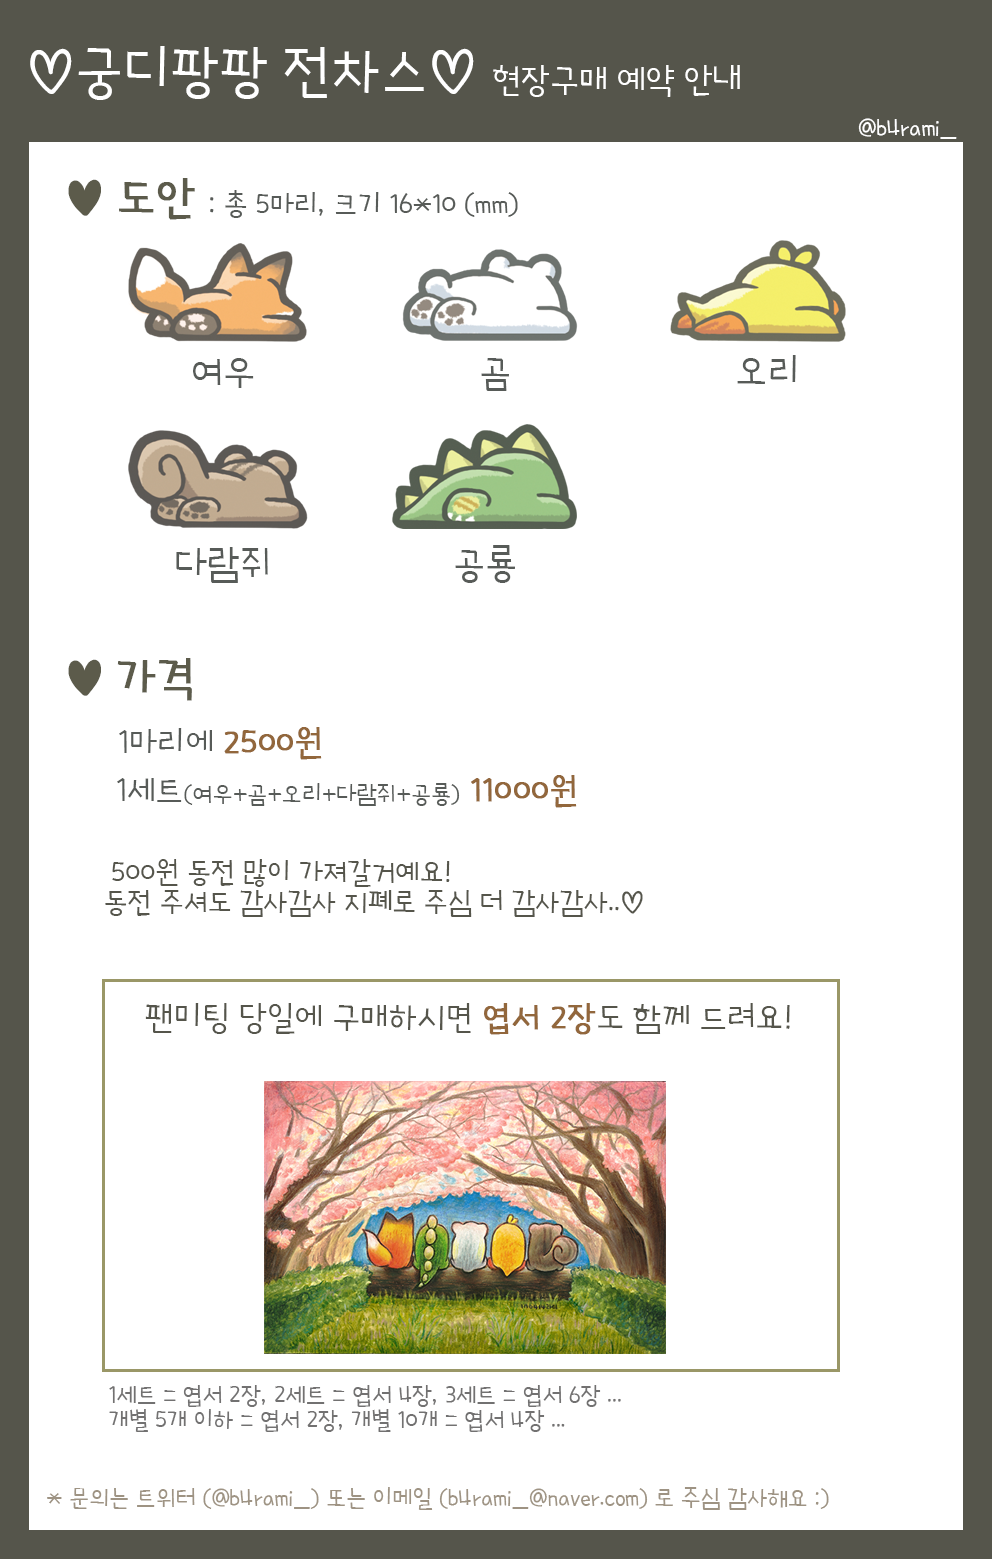 ♡궁디팡팡 전차스♡ 현장구매 예약 안내
@b4rami_
♥ 도안 : 총 5마리, 크기 16*10 (mm)
여우 곰 오리
다람쥐 공룡
♥ 가격
1마리에 2500원
1세트(여우+곰+오리+다람쥐+공룡) 11000원
500원 동전 많이 가져갈거예요!
동전 주셔도 감사감사 지폐로 주심 더 감사감사..♡
팬미팅 당일에 구매하시면 엽서 2장도 함께 드려요!
1세트 = 엽서 2장, 2세트 = 엽서 4장, 3세트 = 엽서 6장 ...
개별 5개 이하 = 엽서 2장, 개별 10개 = 엽서 4장 ...
* 문의는 트위터 (@b4rami_) 또는 이메일 (b4rami_@naver.com) 로 주심 감사해요 :)